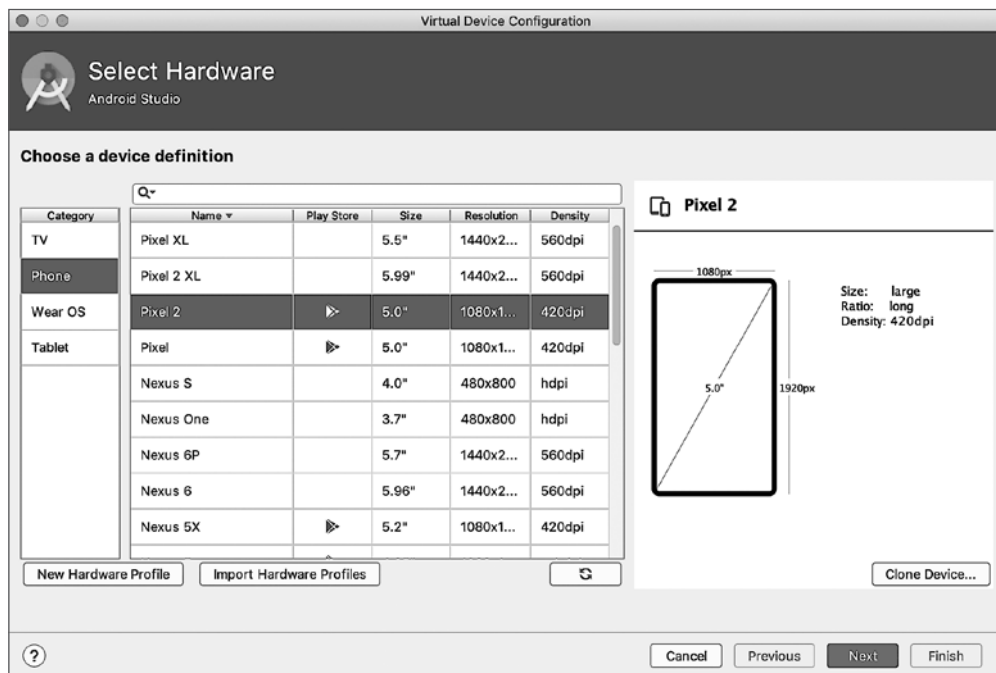 Virtual Device Configuration
Select Hardware
Android Studio
Choose a device definition
Category
TV
Phone
Wear OS
Tablet
Name Play Store Size Resolution Density
Pixel XL 5.5" 1440x2... 560dpi
Pixel 2 XL 5.99" 1440x2... 560dpi
Pixel 2 5.0" 1080x1... 420dpi
Pixel 5.0" 1080x1... 420dpi
Nexus S 4.0" 480x800 hdpi
Nexus One 3.7" 480x800 hdpi
Nexus 6P 5.7" 1440x2... 560dpi
Nexus 6 5.96" 1440x2... 560dpi
Nexus 5X 5.2" 1080x1... 420dpi
New Hardware Profile Import Hardware Profiles
Pixel 2
1080px
5.0"
1920px
Size: large
Ratio: long
Density: 420dpi
Clone Device...
? Cancel Previous Next Finish